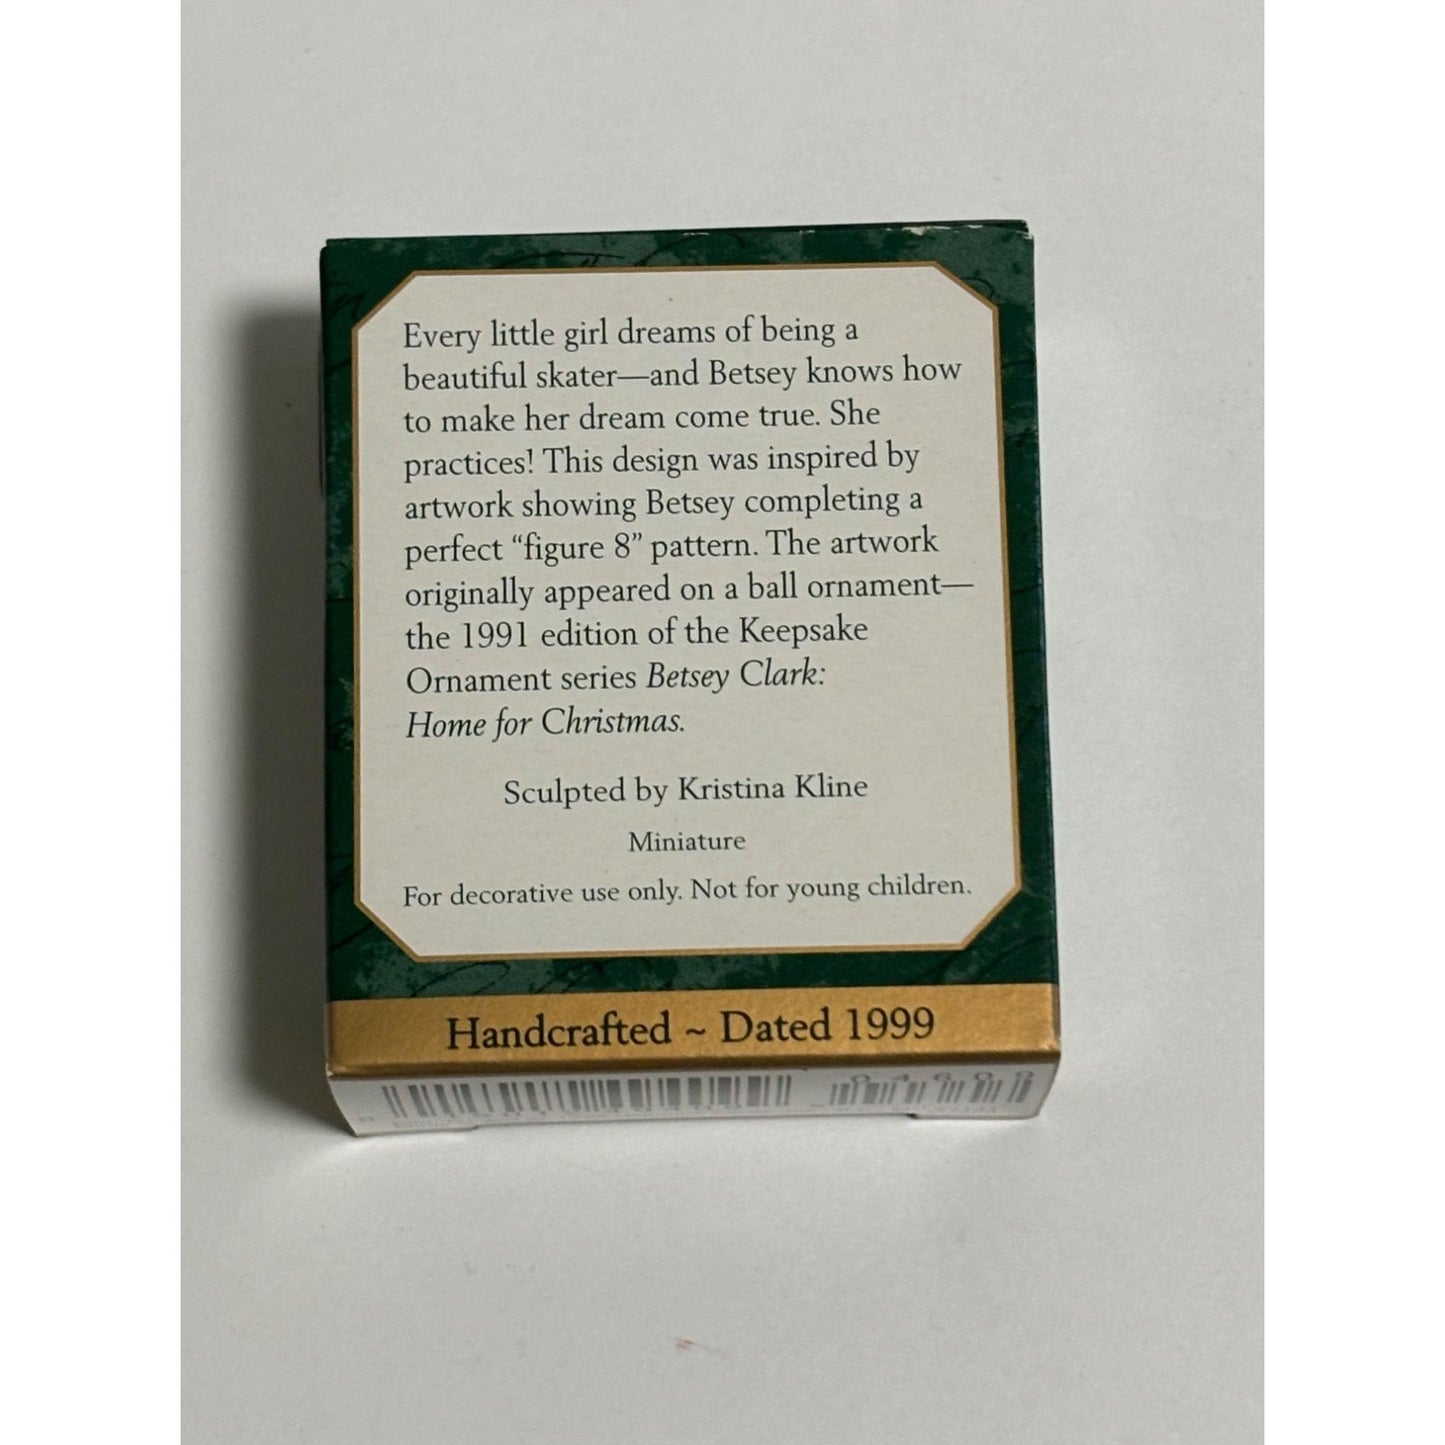 Every little girl dreams of being a
beautiful skater—and Betsey knows how
to make her dream come true. She
practices! This design was inspired by
artwork showing Betsey completing a
perfect “figure 8” pattern. The artwork
originally appeared on a ball ornament—
the 1991 edition of the Keepsake
Ornament series Betsey Clark:
Home for Christmas.
Sculpted by Kristina Kline
Miniature
For decorative use only. Not for young children.
Handcrafted ~ Dated 1999